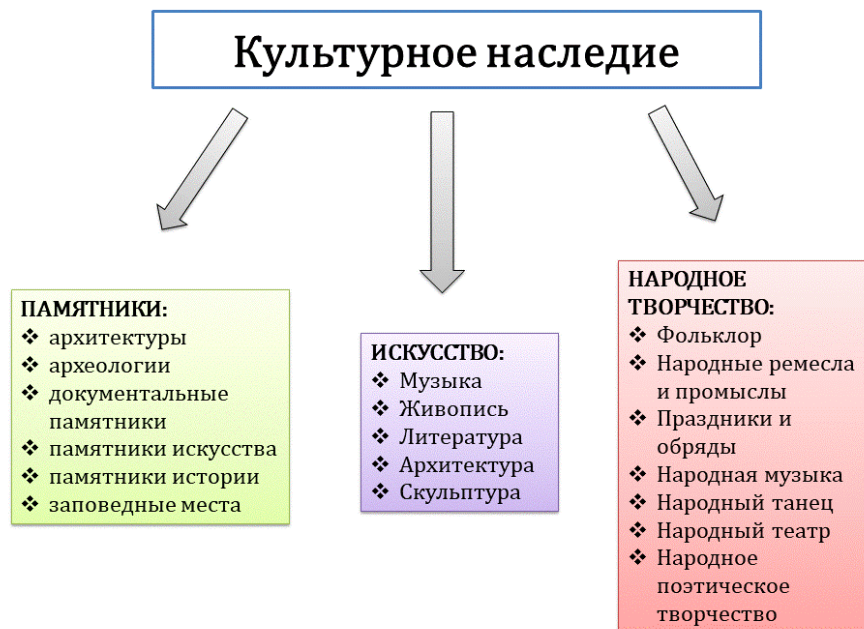 Культурное наследие
ПАМЯТНИКИ:
❖ архитектуры
❖ археологии
❖ документальные
памятники
❖ памятники искусства
❖ памятники истории
❖ заповедные места
ИСКУССТВО:
❖ Музыка
❖ Живопись
❖ Литература
❖ Архитектура
❖ Скульптура
НАРОДНОЕ
ТВОРЧЕСТВО:
❖ Фольклор
❖ Народные ремесла
и промыслы
❖ Праздники и
обряды
❖ Народная музыка
❖ Народный танец
❖ Народный театр
❖ Народное
поэтическое
творчество